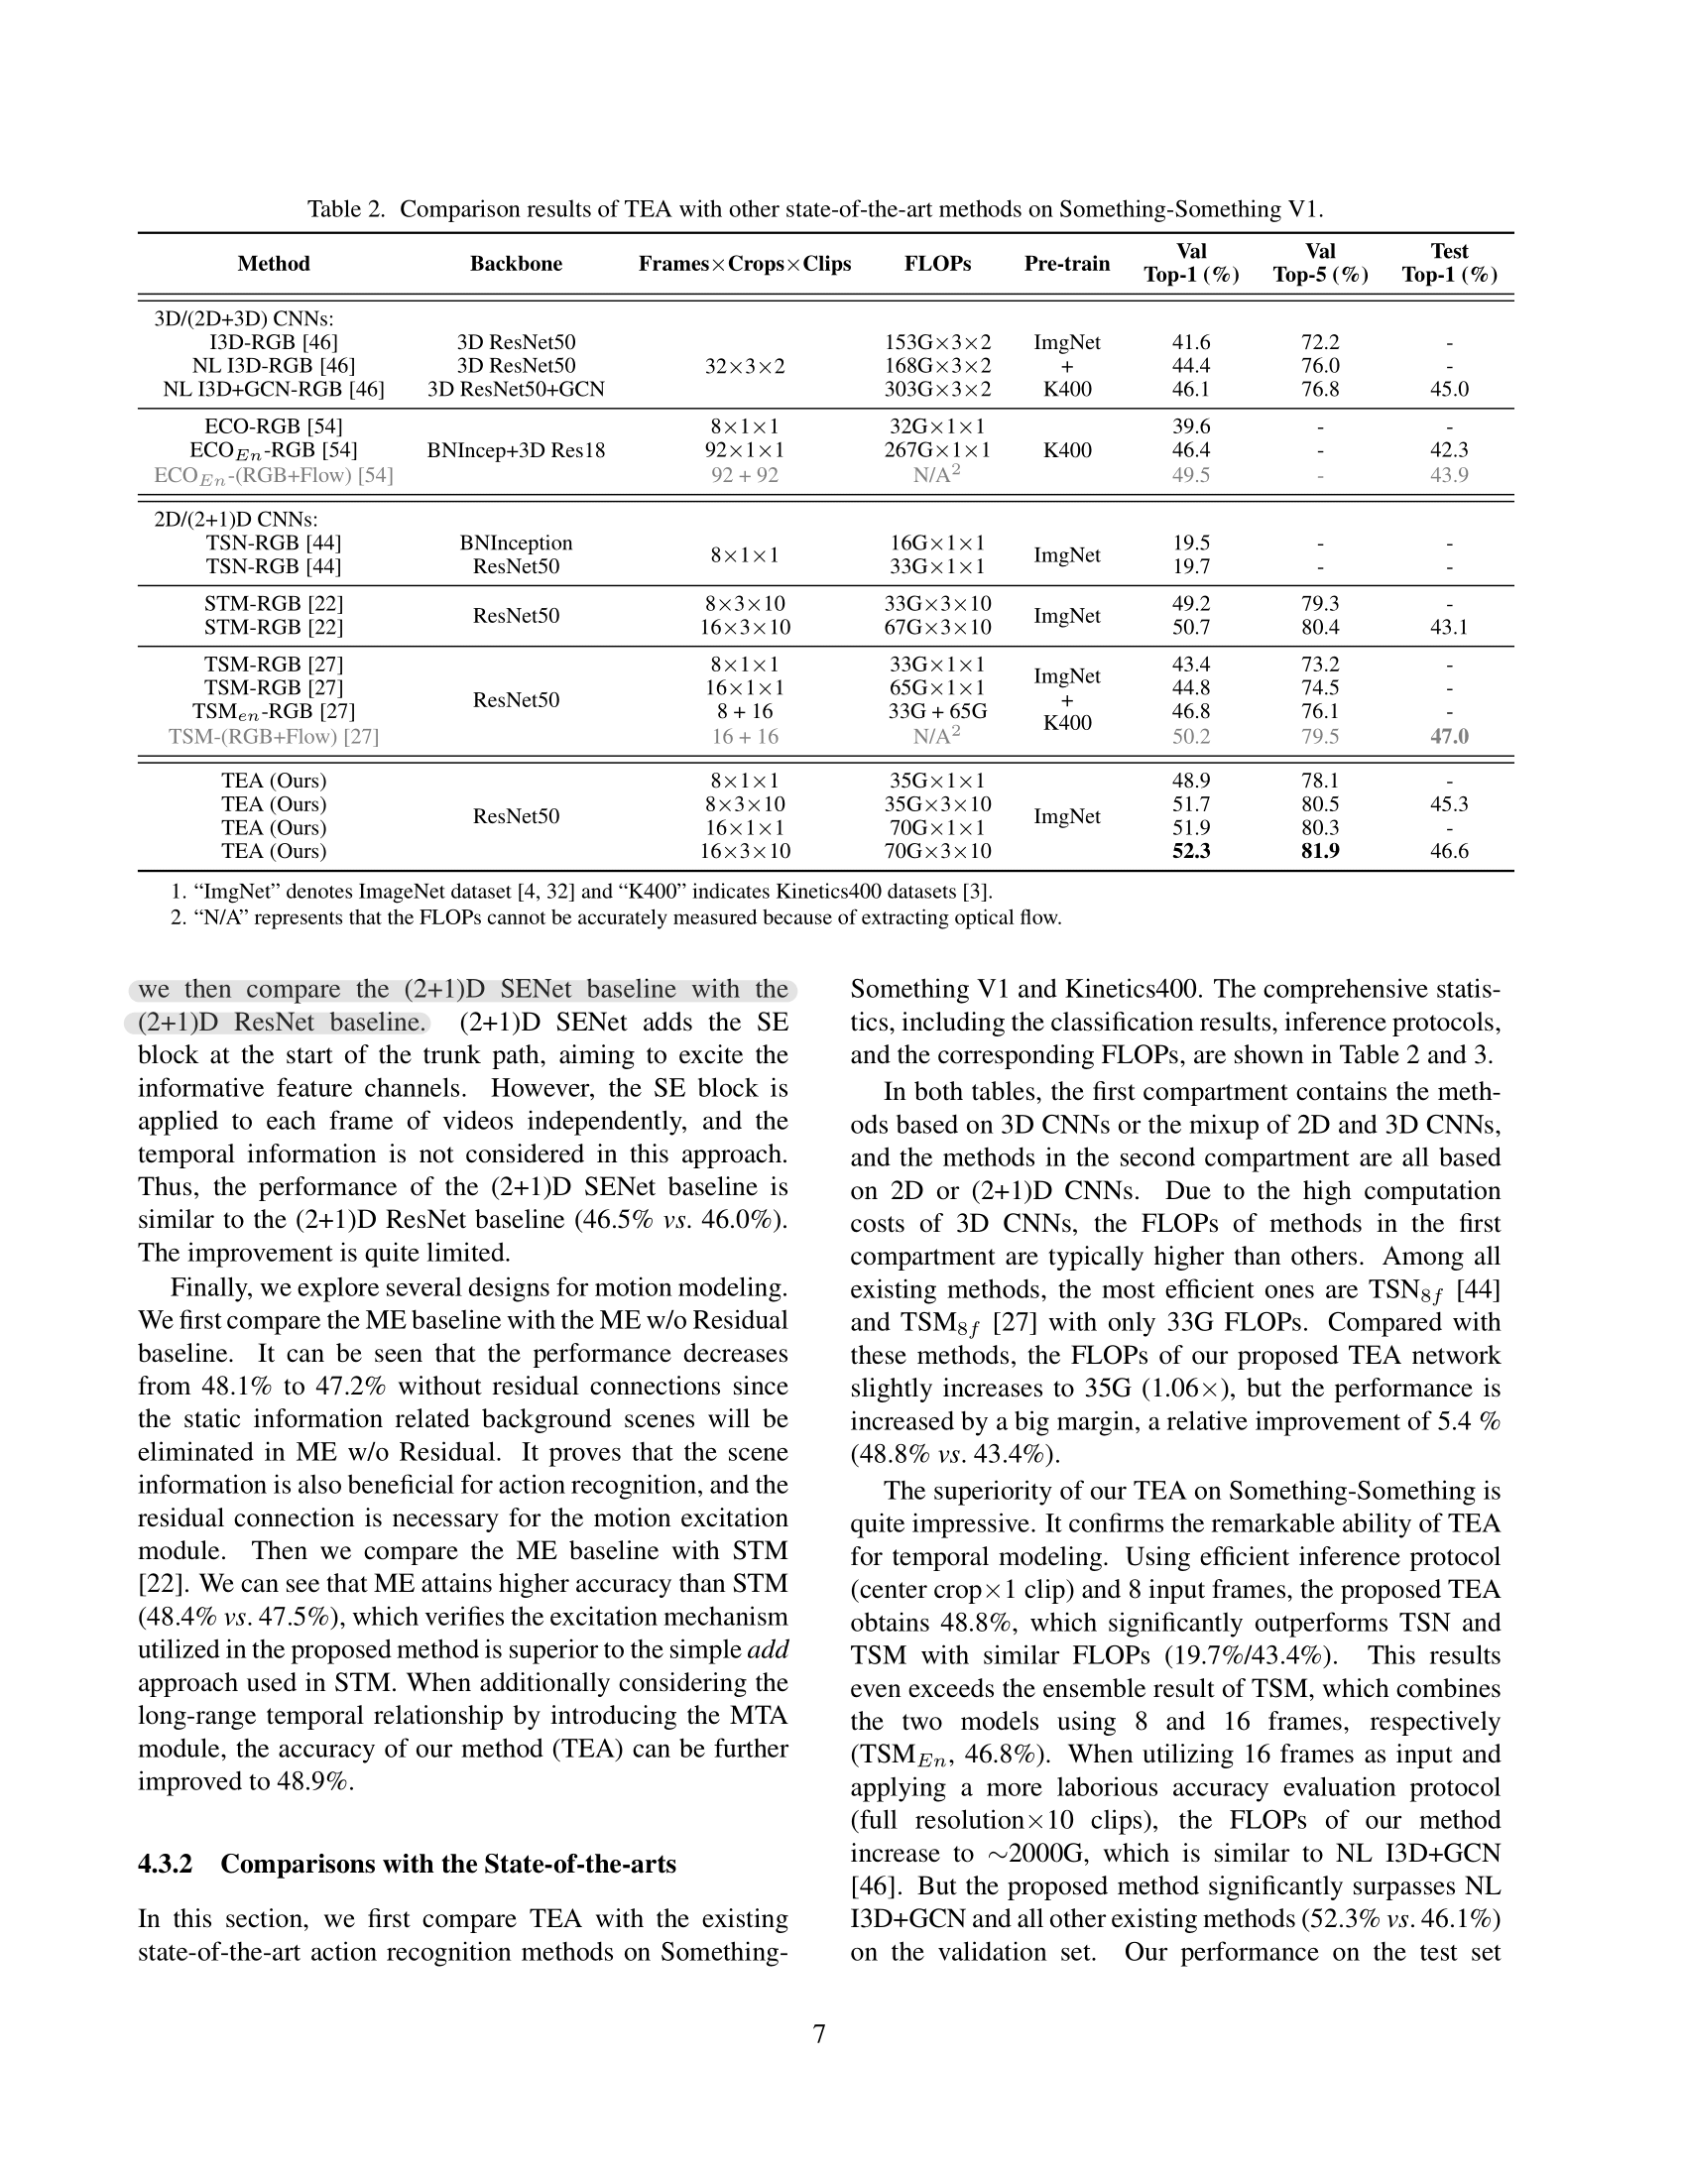 Table 2. Comparison results of TEA with other state-of-the-art methods on Something-Something V1.
Method Backbone Frames×Crops×Clips FLOPs Pre-train Val Top-1 (%) Val Top-5 (%) Test Top-1 (%)
3D/(2D+3D) CNNs:
I3D-RGB [46] 3D ResNet50 153G×3×2 ImgNet 41.6 72.2 -
NL I3D-RGB [46] 3D ResNet50 32×3×2 168G×3×2 + 44.4 76.0 -
NL I3D+GCN-RGB [46] 3D ResNet50+GCN 303G×3×2 K400 46.1 76.8 45.0
ECO-RGB [54] 8×1×1 32G×1×1 39.6 - -
ECO_En-RGB [54] BNIncep+3D Res18 92×1×1 267G×1×1 K400 46.4 - 42.3
ECO_En-(RGB+Flow) [54] 92 + 92 N/A² 49.5 - 43.9
2D/(2+1)D CNNs:
TSN-RGB [44] BNInception 8×1×1 16G×1×1 ImgNet 19.5 - -
TSN-RGB [44] ResNet50 33G×1×1 19.7 - -
STM-RGB [22] ResNet50 8×3×10 33G×3×10 ImgNet 49.2 79.3 -
STM-RGB [22] 16×3×10 67G×3×10 50.7 80.4 43.1
TSM-RGB [27] 8×1×1 33G×1×1 ImgNet 43.4 73.2 -
TSM-RGB [27] ResNet50 16×1×1 65G×1×1 + 44.8 74.5 -
TSM_en-RGB [27] 8 + 16 33G + 65G K400 46.8 76.1 -
TSM-(RGB+Flow) [27] 16 + 16 N/A² 50.2 79.5 47.0
TEA (Ours) 8×1×1 35G×1×1 48.9 78.1 -
TEA (Ours) ResNet50 8×3×10 35G×3×10 ImgNet 51.7 80.5 45.3
TEA (Ours) 16×1×1 70G×1×1 51.9 80.3 -
TEA (Ours) 16×3×10 70G×3×10 52.3 81.9 46.6
1. “ImgNet” denotes ImageNet dataset [4, 32] and “K400” indicates Kinetics400 datasets [3].
2. “N/A” represents that the FLOPs cannot be accurately measured because of extracting optical flow.
we then compare the (2+1)D SENet baseline with the
(2+1)D ResNet baseline. (2+1)D SENet adds the SE
block at the start of the trunk path, aiming to excite the
informative feature channels. However, the SE block is
applied to each frame of videos independently, and the
temporal information is not considered in this approach.
Thus, the performance of the (2+1)D SENet baseline is
similar to the (2+1)D ResNet baseline (46.5% vs. 46.0%).
The improvement is quite limited.
Finally, we explore several designs for motion modeling.
We first compare the ME baseline with the ME w/o Residual
baseline. It can be seen that the performance decreases
from 48.1% to 47.2% without residual connections since
the static information related background scenes will be
eliminated in ME w/o Residual. It proves that the scene
information is also beneficial for action recognition, and the
residual connection is necessary for the motion excitation
module. Then we compare the ME baseline with STM
[22]. We can see that ME attains higher accuracy than STM
(48.4% vs. 47.5%), which verifies the excitation mechanism
utilized in the proposed method is superior to the simple add
approach used in STM. When additionally considering the
long-range temporal relationship by introducing the MTA
module, the accuracy of our method (TEA) can be further
improved to 48.9%.
4.3.2 Comparisons with the State-of-the-arts
In this section, we first compare TEA with the existing
state-of-the-art action recognition methods on Something-
Something V1 and Kinetics400. The comprehensive statis-
tics, including the classification results, inference protocols,
and the corresponding FLOPs, are shown in Table 2 and 3.
In both tables, the first compartment contains the meth-
ods based on 3D CNNs or the mixup of 2D and 3D CNNs,
and the methods in the second compartment are all based
on 2D or (2+1)D CNNs. Due to the high computation
costs of 3D CNNs, the FLOPs of methods in the first
compartment are typically higher than others. Among all
existing methods, the most efficient ones are TSN8f [44]
and TSM8f [27] with only 33G FLOPs. Compared with
these methods, the FLOPs of our proposed TEA network
slightly increases to 35G (1.06×), but the performance is
increased by a big margin, a relative improvement of 5.4 %
(48.8% vs. 43.4%).
The superiority of our TEA on Something-Something is
quite impressive. It confirms the remarkable ability of TEA
for temporal modeling. Using efficient inference protocol
(center crop×1 clip) and 8 input frames, the proposed TEA
obtains 48.8%, which significantly outperforms TSN and
TSM with similar FLOPs (19.7%/43.4%). This results
even exceeds the ensemble result of TSM, which combines
the two models using 8 and 16 frames, respectively
(TSM_En, 46.8%). When utilizing 16 frames as input and
applying a more laborious accuracy evaluation protocol
(full resolution×10 clips), the FLOPs of our method
increase to ∼2000G, which is similar to NL I3D+GCN
[46]. But the proposed method significantly surpasses NL
I3D+GCN and all other existing methods (52.3% vs. 46.1%)
on the validation set. Our performance on the test set
7